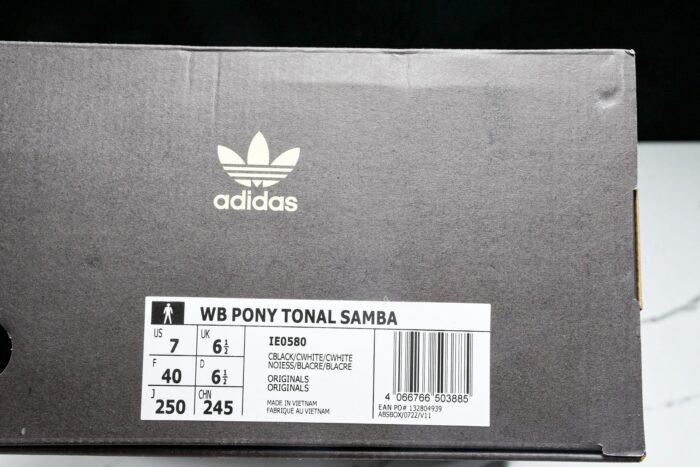 adidas
WB PONY TONAL SAMBA
US 7 UK 6½
F 40 D 6½
J 250 CHN 245
IE0580
CBLACK/CWHITE/CWHITE
NOIESS/BLACRE/BLACRE
ORIGINALS
ORIGINALS
MADE IN VIETNAM
FABRIQUE AU VIETNAM
4 066766 503885
EAN PO# 132804939
ABSBOX/0722/V11